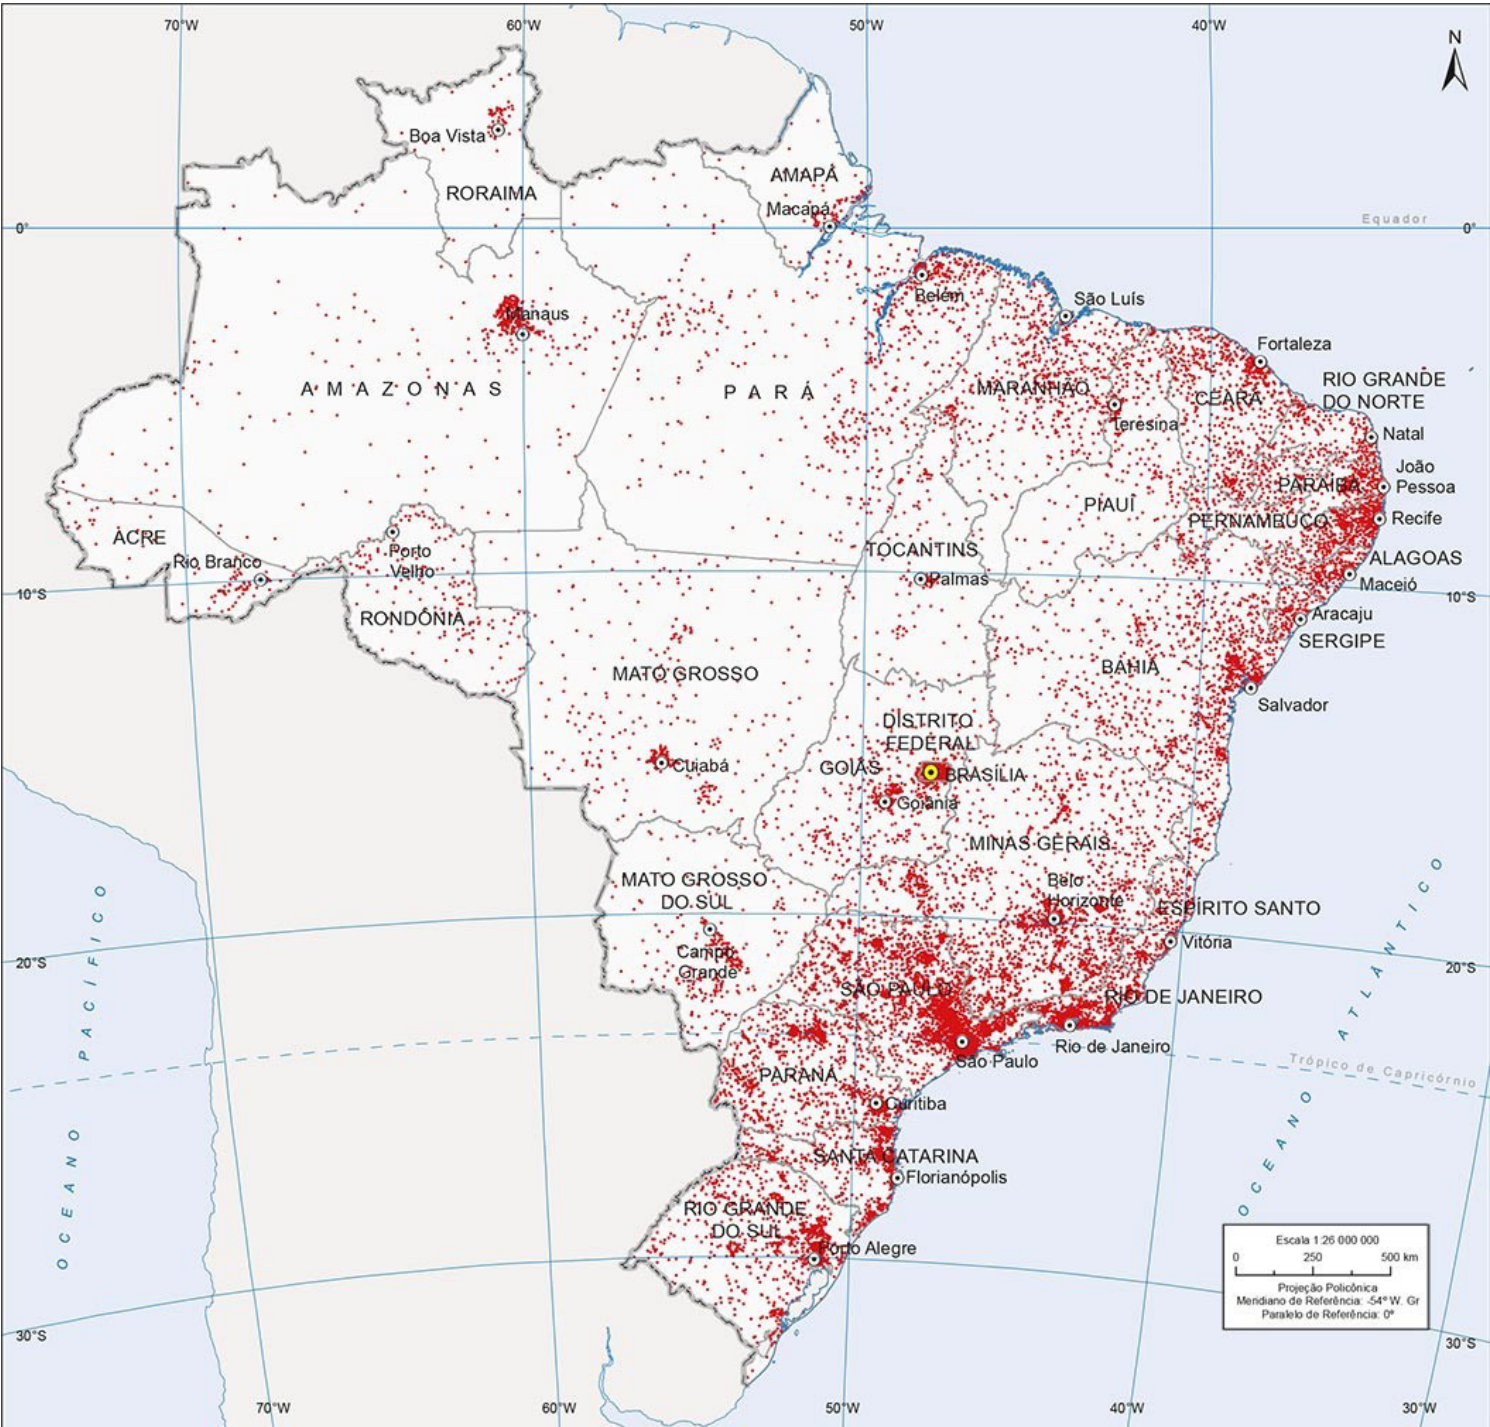 70°W
60°W
50°W
40°W
N
Boa Vista
RORAIMA
AMAPÁ
Macapá
Equador
0°
0°
Belém
São Luís
Manaus
Fortaleza
AMAZONAS
PARÁ
MARANHÃO
Teresina
CEARÁ
RIO GRANDE
DO NORTE
Natal
João
Pessoa
PARAÍBA
PIAUÍ
PERNAMBUCO
Recife
ACRE
Rio Branco
Porto
Velho
TOCANTINS
Palmas
ALAGOAS
Maceió
10°S
10°S
RONDÔNIA
Aracaju
SERGIPE
MATO GROSSO
BAHIA
Salvador
DISTRITO
FEDERAL
Cuiabá
GOIÁS
BRASÍLIA
Goiânia
MINAS GERAIS
MATO GROSSO
DO SUL
Belo
Horizonte
ESPÍRITO SANTO
Vitória
Campo
Grande
20°S
20°S
SÃO PAULO
RIO DE JANEIRO
São Paulo
Rio de Janeiro
Trópico de Capricórnio
OCEANO PACÍFICO
OCEANO ATLÂNTICO
PARANÁ
Curitiba
SANTA CATARINA
Florianópolis
RIO GRANDE
DO SUL
Porto Alegre
Escala 1:26 000 000
0 250 500 km
Projeção Policônica
Meridiano de Referência: -54º W. Gr
Paralelo de Referência: 0º
30°S
30°S
70°W
60°W
50°W
40°W
30°W